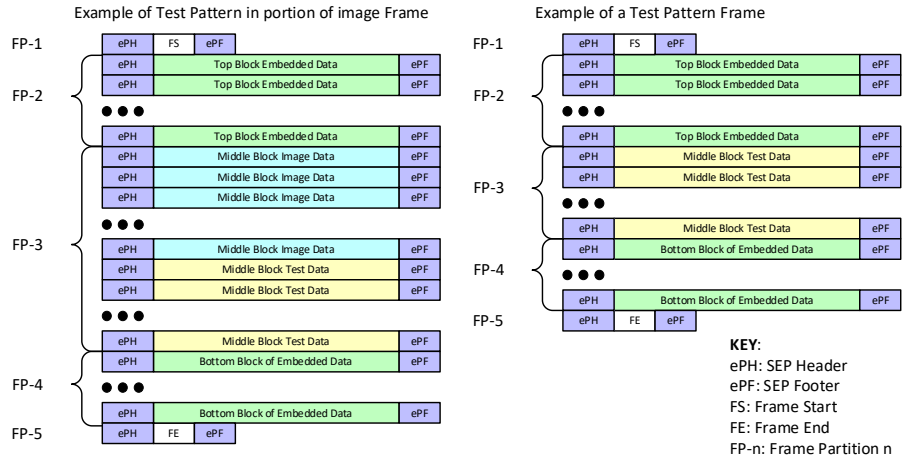 Example of Test Pattern in portion of image Frame
FP-1
ePH FS ePF
ePH Top Block Embedded Data ePF
ePH Top Block Embedded Data ePF
FP-2
ePH Top Block Embedded Data ePF
ePH Middle Block Image Data ePF
ePH Middle Block Image Data ePF
ePH Middle Block Image Data ePF
FP-3
ePH Middle Block Image Data ePF
ePH Middle Block Test Data ePF
ePH Middle Block Test Data ePF
ePH Middle Block Test Data ePF
ePH Bottom Block of Embedded Data ePF
FP-4
ePH Bottom Block of Embedded Data ePF
FP-5
ePH FE ePF
Example of a Test Pattern Frame
FP-1
ePH FS ePF
ePH Top Block Embedded Data ePF
ePH Top Block Embedded Data ePF
FP-2
ePH Top Block Embedded Data ePF
ePH Middle Block Test Data ePF
ePH Middle Block Test Data ePF
FP-3
ePH Middle Block Test Data ePF
ePH Bottom Block of Embedded Data ePF
FP-4
ePH Bottom Block of Embedded Data ePF
FP-5
ePH FE ePF
KEY:
ePH: SEP Header
ePF: SEP Footer
FS: Frame Start
FE: Frame End
FP-n: Frame Partition n